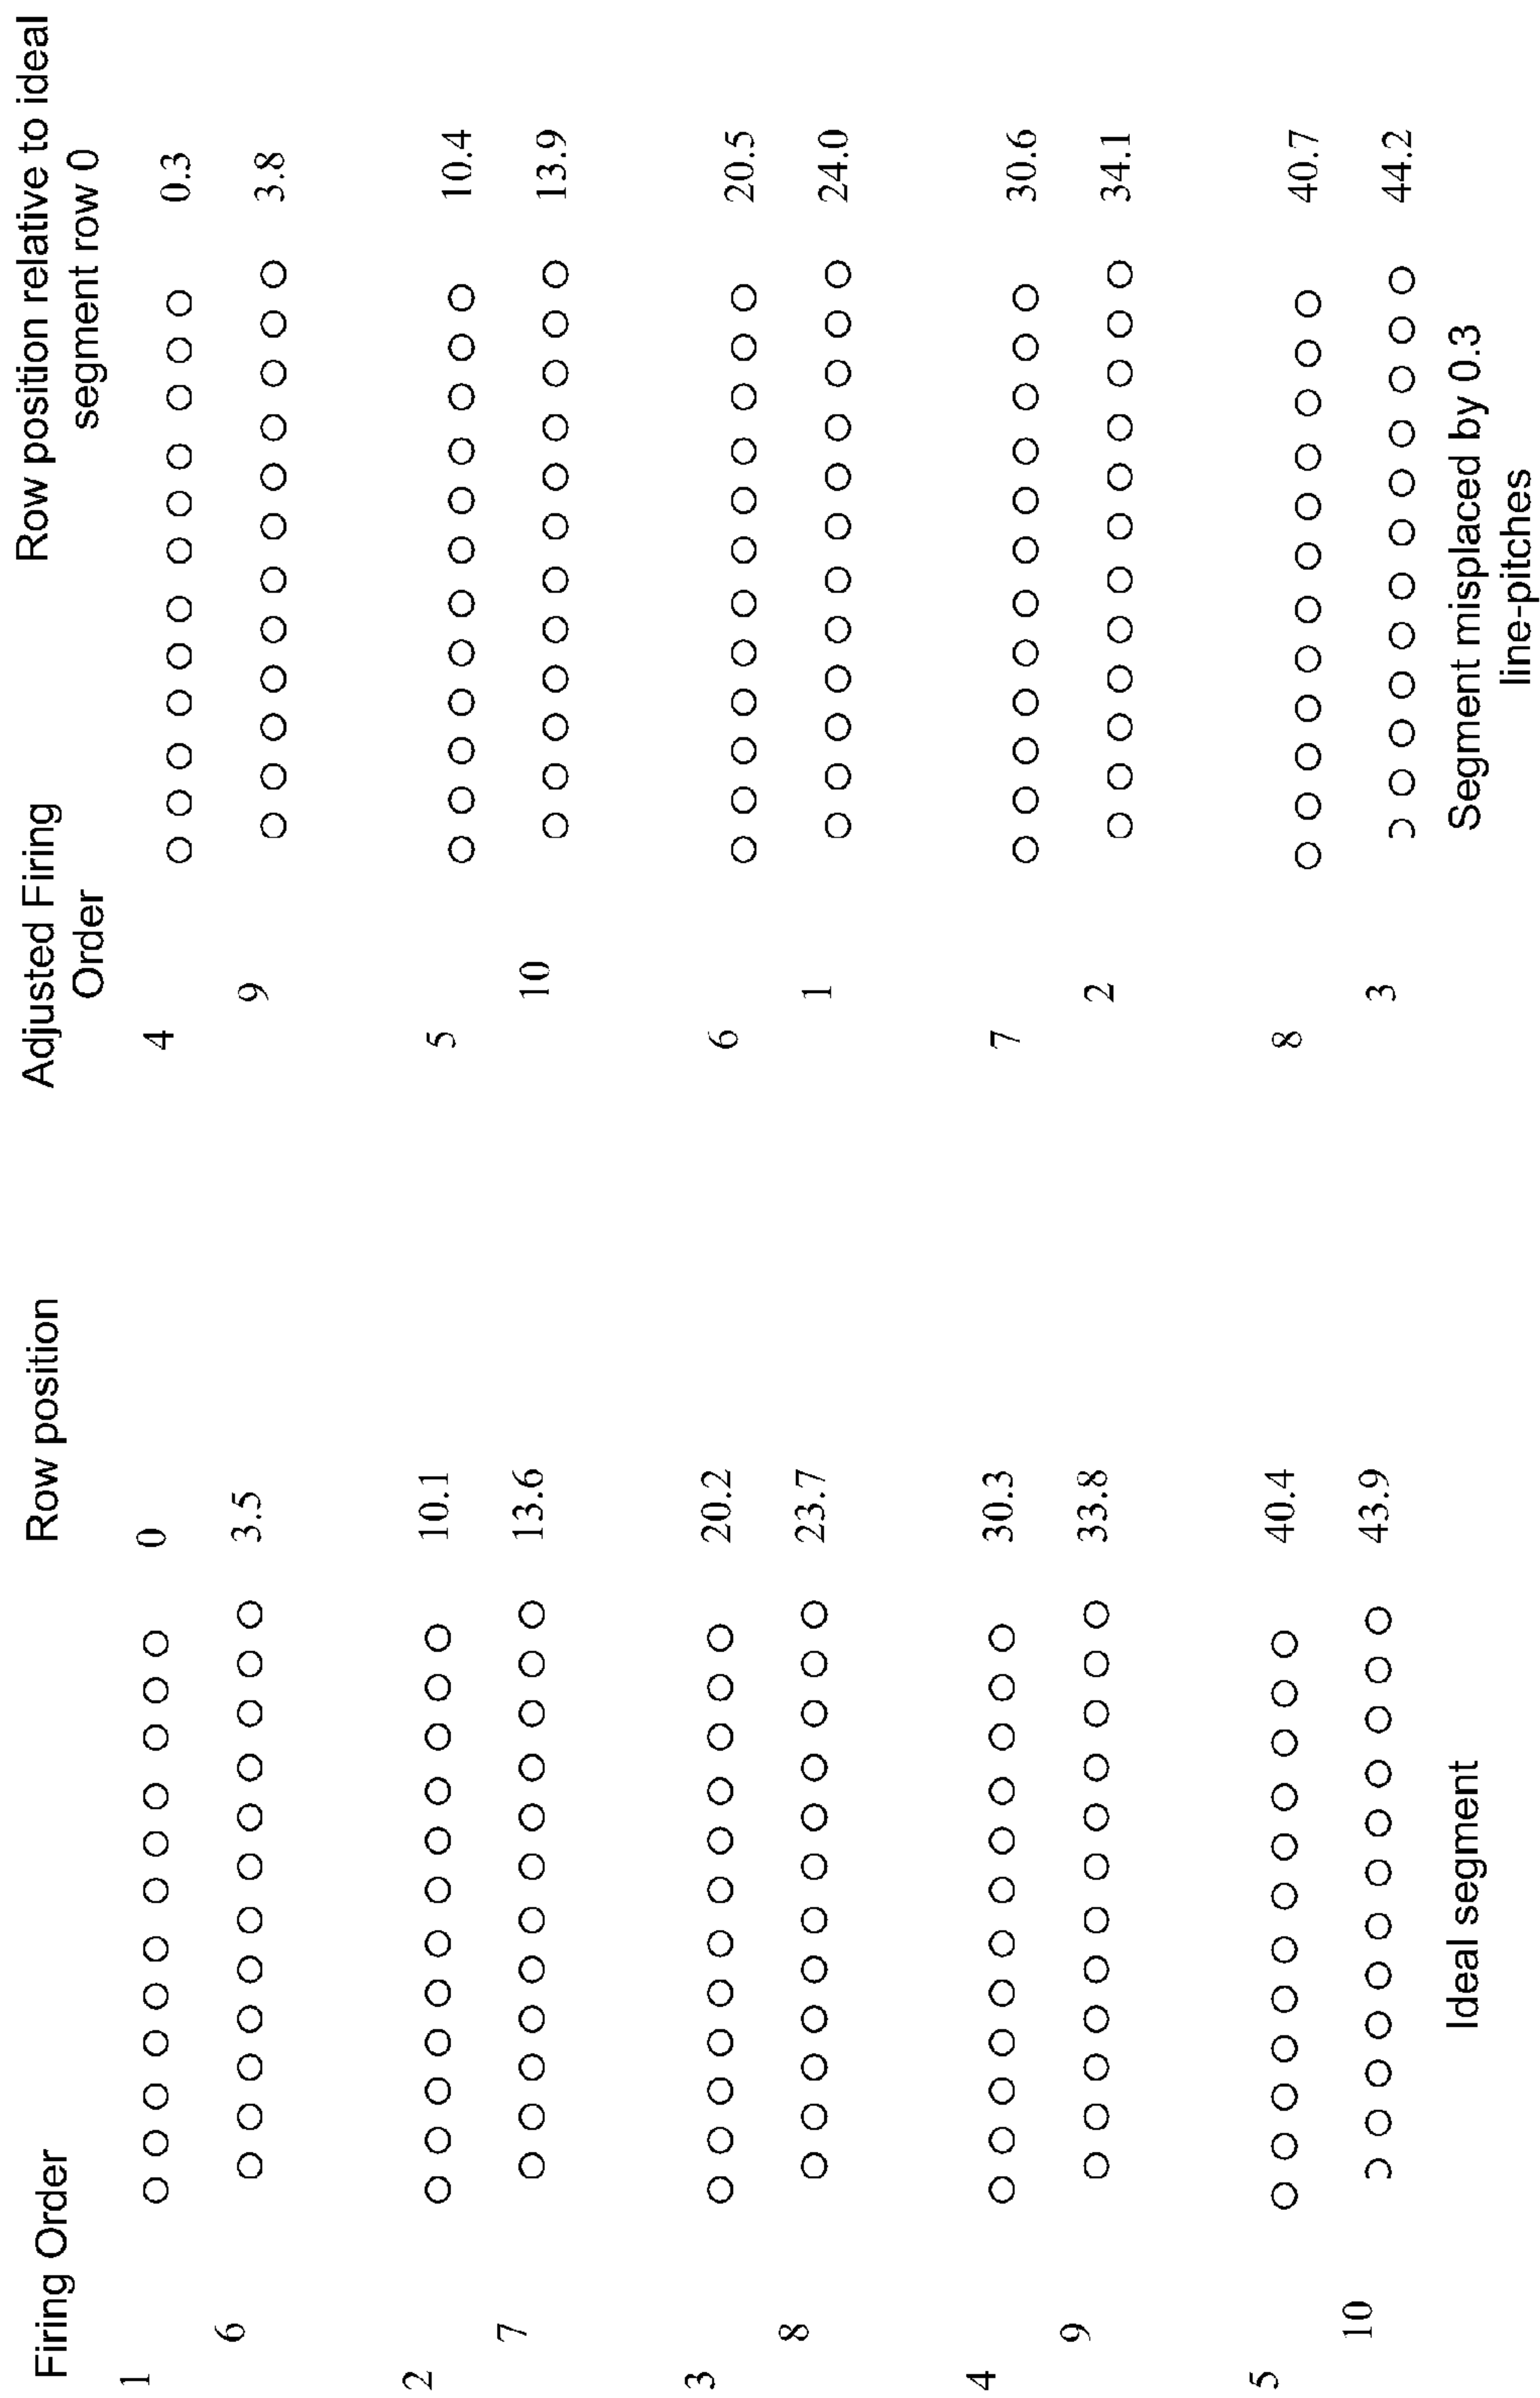 Firing Order
Row position
Adjusted Firing
Order
Row position relative to ideal
segment row 0
1 0 4 0.3
6 3.5 9 3.8
2 10.1 5 10.4
7 13.6 10 13.9
3 20.2 6 20.5
8 23.7 1 24.0
4 30.3 7 30.6
9 33.8 2 34.1
5 40.4 8 40.7
10 43.9 3 44.2
Ideal segment
Segment misplaced by 0.3
line-pitches